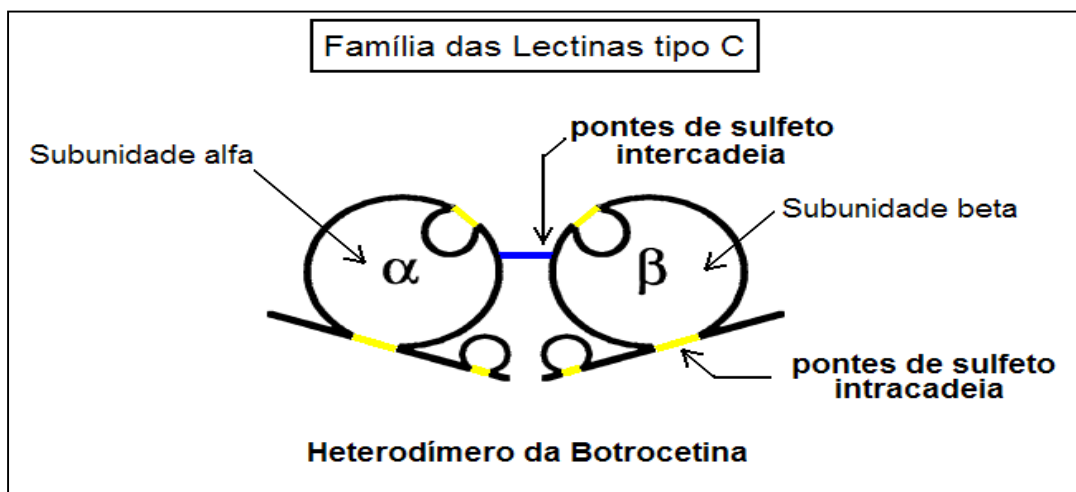 Família das Lectinas tipo C
pontes de sulfeto
intercadeia
Subunidade alfa
Subunidade beta
α
β
pontes de sulfeto
intracadeia
Heterodímero da Botrocetina